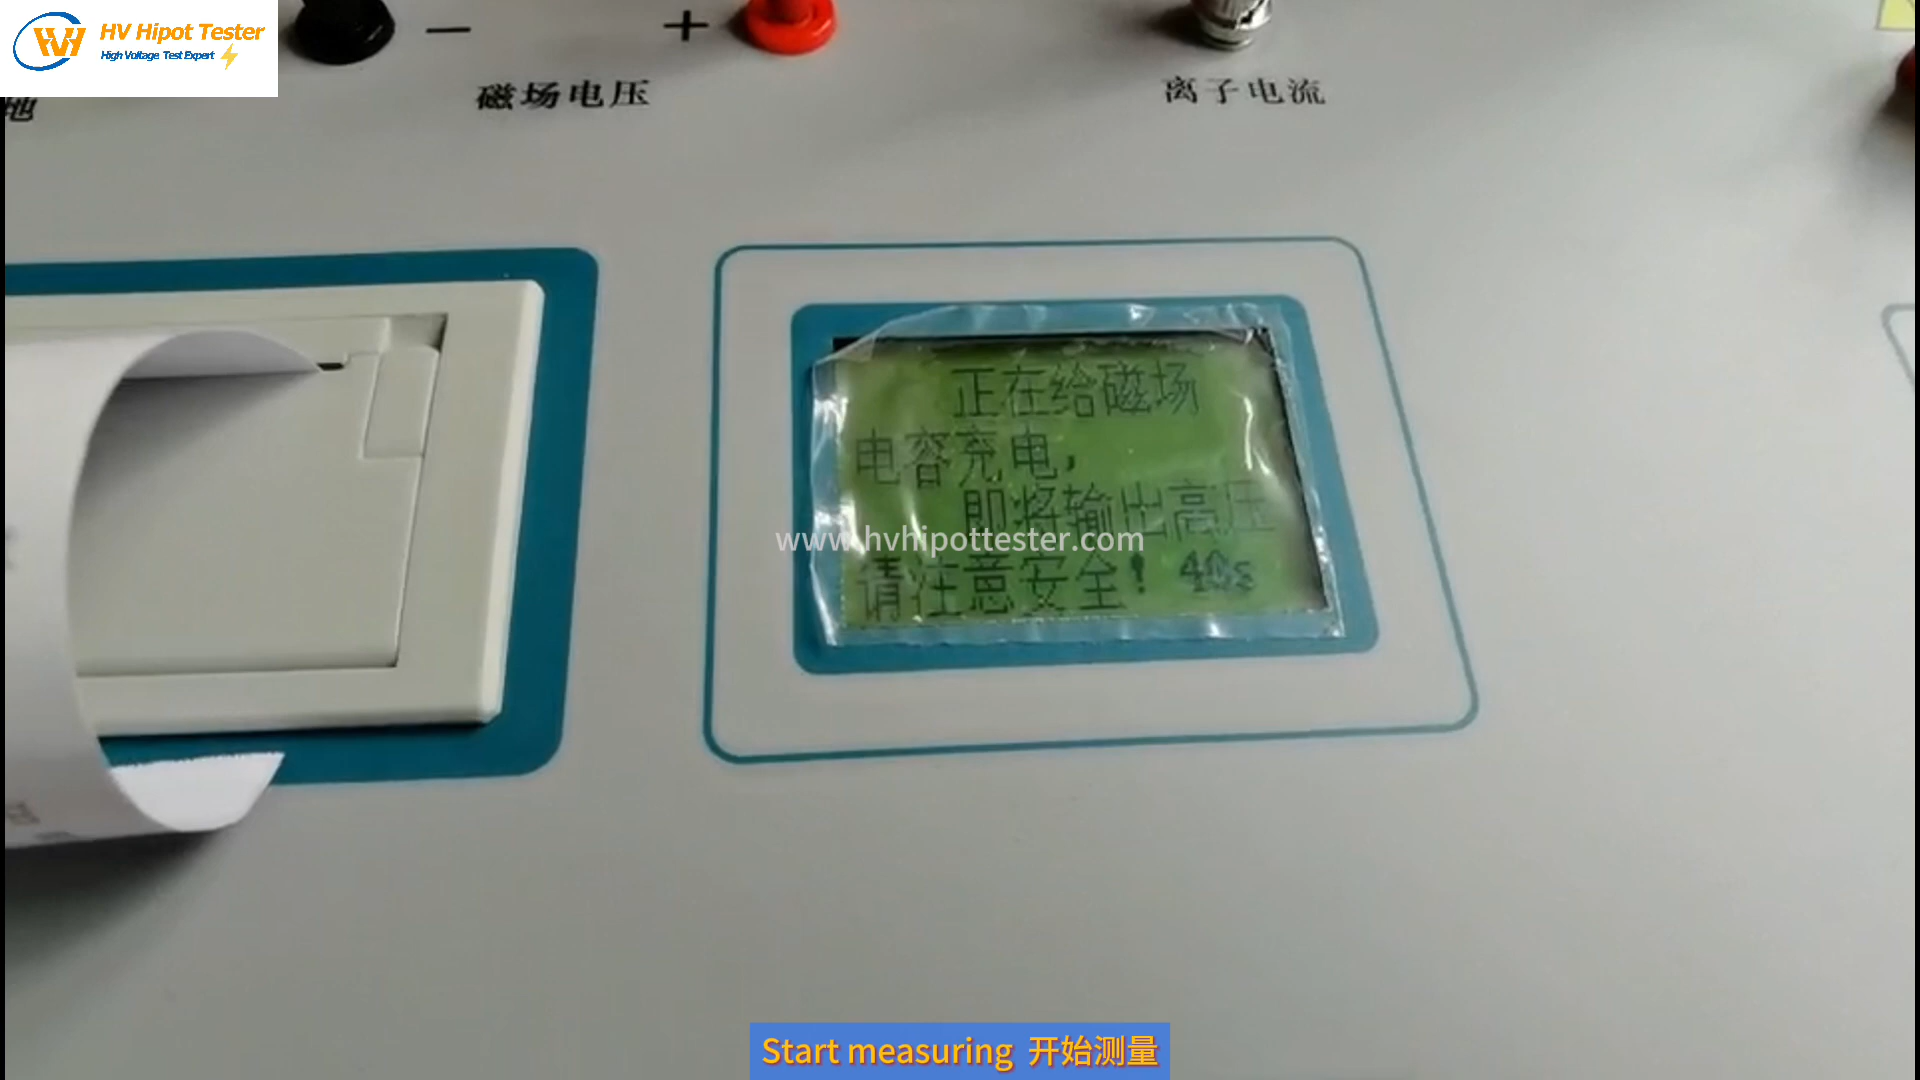 HV Hipot Tester
High Voltage Test Expert
− +
地
磁场电压
离子电流
正在给磁场
电容充电,
即将输出高压
www.hvhipottester.com
请注意安全!
Start measuring 开始测量